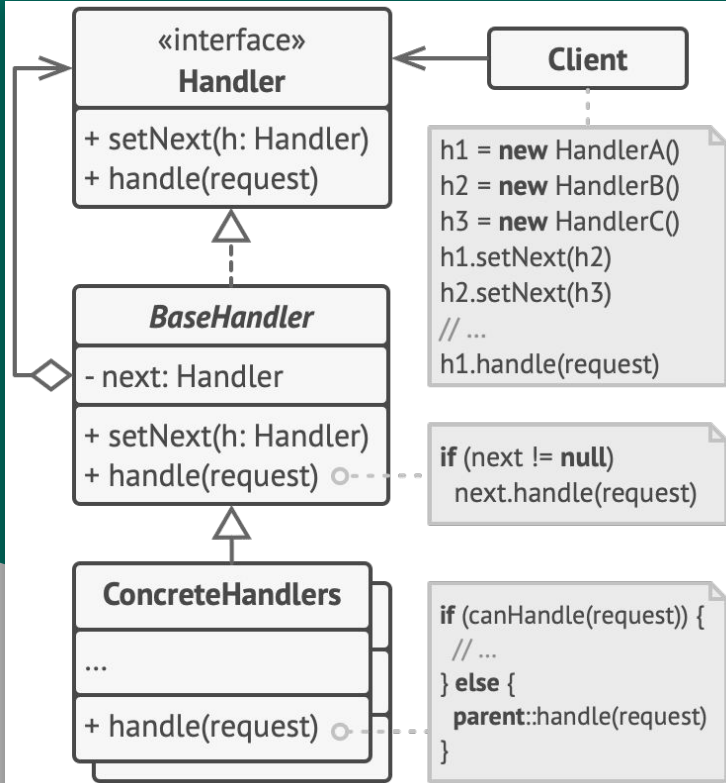 «interface»
Handler
+ setNext(h: Handler)
+ handle(request)
Client
h1 = new HandlerA()
h2 = new HandlerB()
h3 = new HandlerC()
h1.setNext(h2)
h2.setNext(h3)
// ...
h1.handle(request)
BaseHandler
- next: Handler
+ setNext(h: Handler)
+ handle(request)
if (next != null)
next.handle(request)
ConcreteHandlers
...
+ handle(request)
if (canHandle(request)) {
// ...
} else {
parent::handle(request)
}